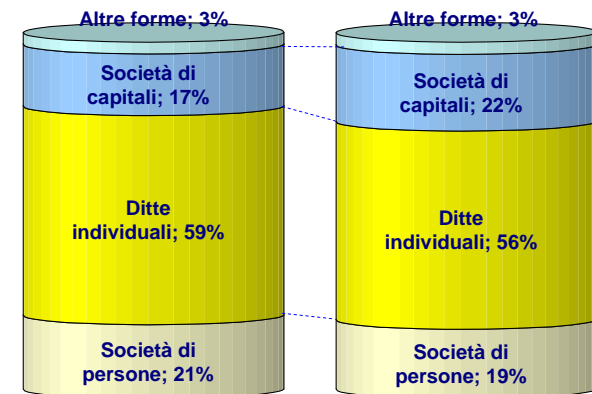 Altre forme; 3%
Società di
capitali; 17%
Ditte
individuali; 59%
Società di
persone; 21%
Altre forme; 3%
Società di
capitali; 22%
Ditte
individuali; 56%
Società di
persone; 19%